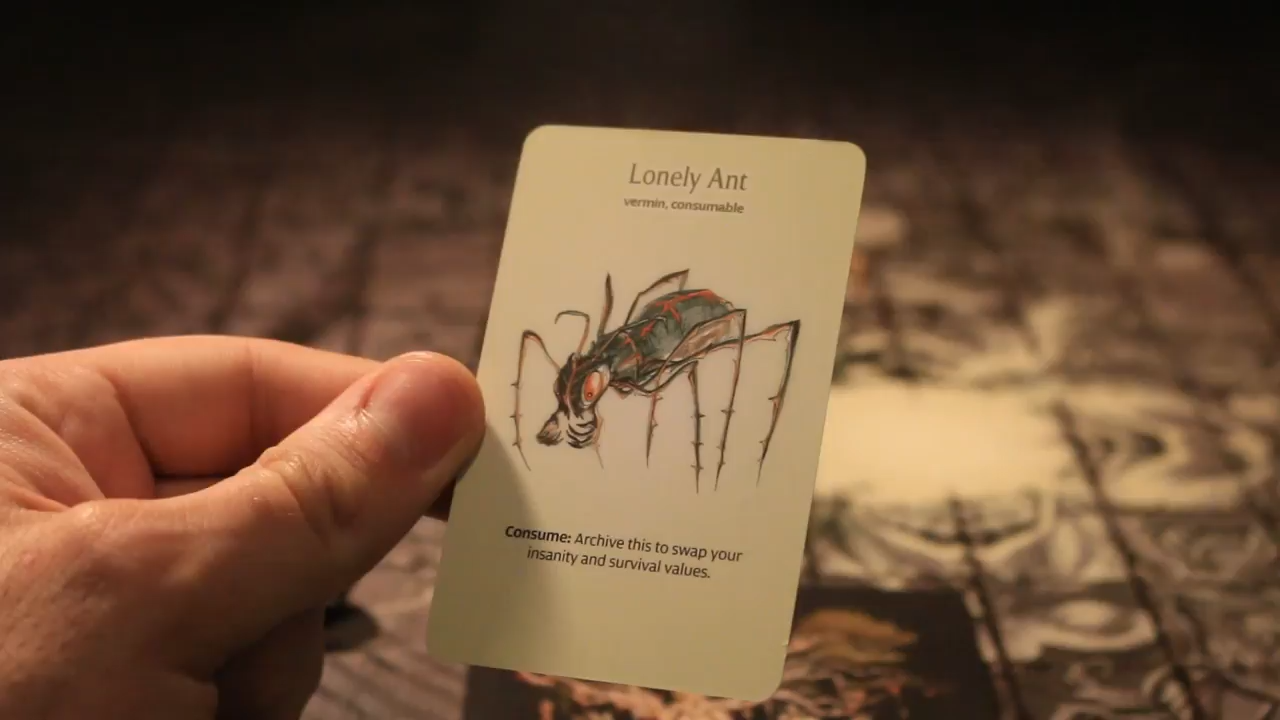 Lonely Ant
vermin, consumable
Consume: Archive this to swap your
insanity and survival values.